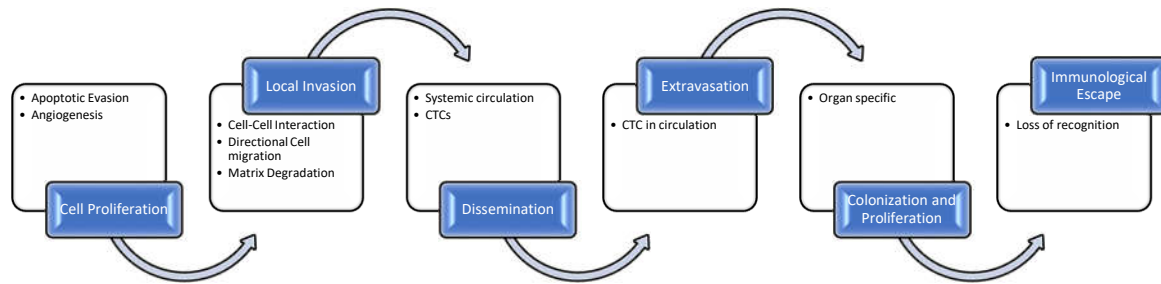 • Apoptotic Evasion
• Angiogenesis
Cell Proliferation
Local Invasion
• Cell-Cell Interaction
• Directional Cell
migration
• Matrix Degradation
• Systemic circulation
• CTCs
Dissemination
Extravasation
• CTC in circulation
• Organ specific
Colonization and
Proliferation
Immunological
Escape
• Loss of recognition